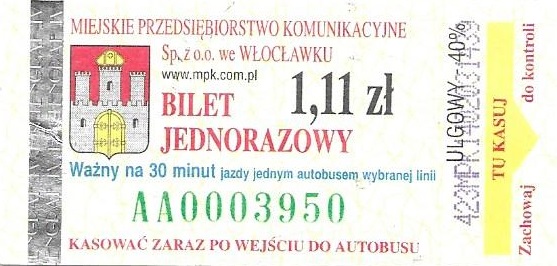 MIEJSKIE PRZEDSIĘBIORSTWO KOMUNIKACYJNE
Sp. z o.o. we WŁOCŁAWKU
www.mpk.com.pl
BILET 1,11 zł
JEDNORAZOWY
Ważny na 30 minut jazdy jednym autobusem wybranej linii
AA0003950
KASOWAĆ ZARAZ PO WEJŚCIU DO AUTOBUSU
ULGOWY - 40%
TU KASUJ
Zachowaj do kontroli